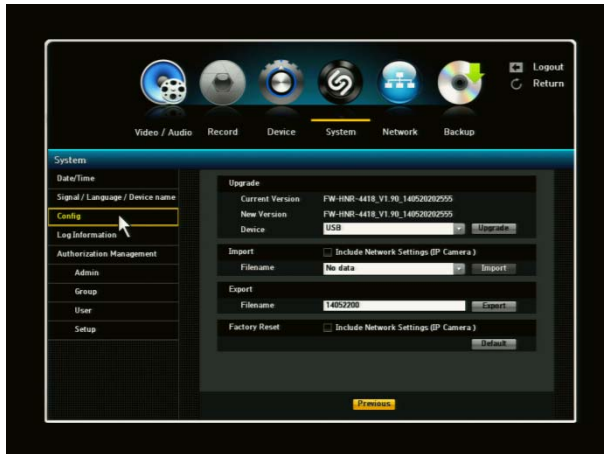 Logout
Return
Video / Audio Record Device System Network Backup
System
Date/Time
Signal / Language / Device name
Config
Log Information
Authorization Management
Admin
Group
User
Setup
Upgrade
Current Version FW-HNR-4418_V1.90_140520202555
New Version FW-HNR-4418_V1.90_140520202555
Device USB Upgrade
Import Include Network Settings (IP Camera )
Filename No data Import
Export
Filename 14052200 Export
Factory Reset Include Network Settings (IP Camera )
Default
Previous